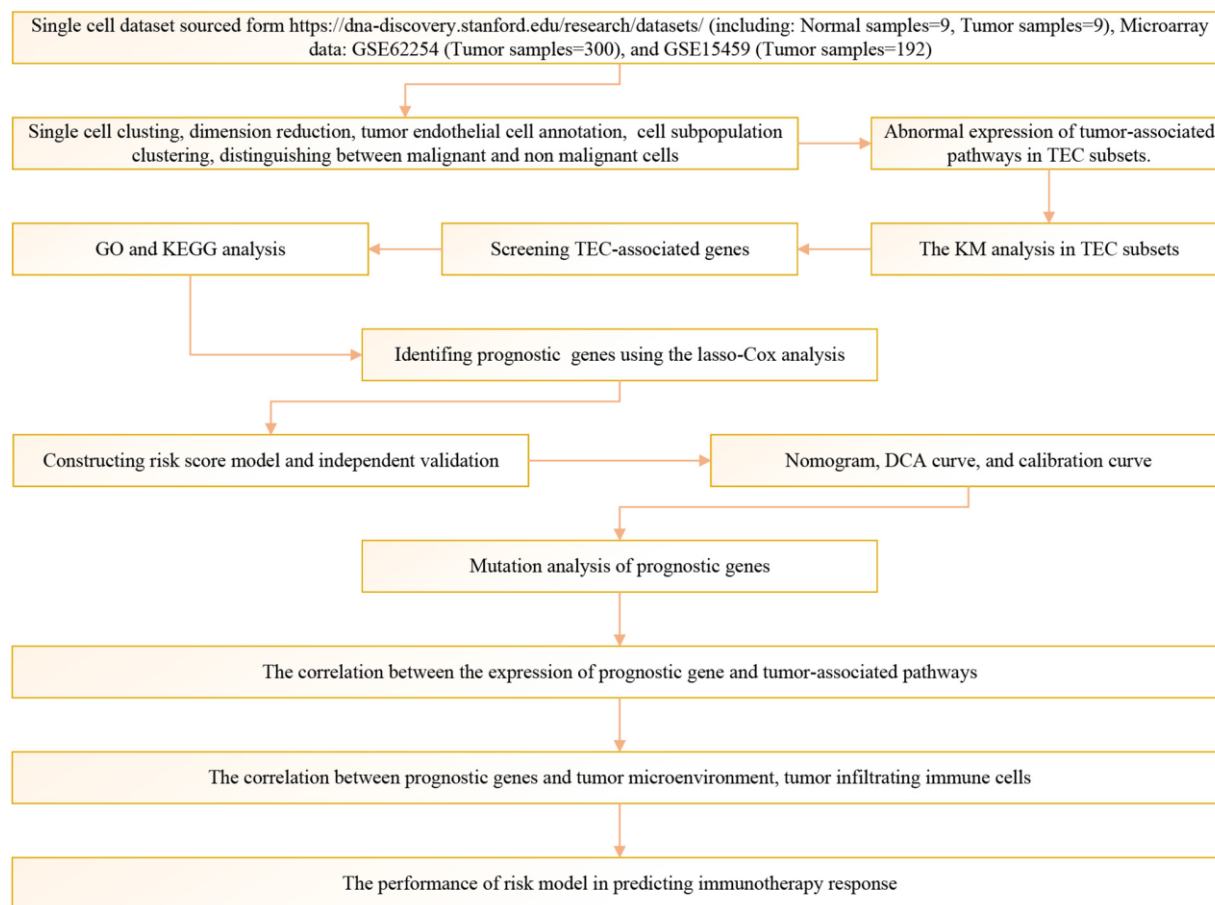 Single cell dataset sourced form https://dna-discovery.stanford.edu/research/datasets/ (including: Normal samples=9, Tumor samples=9), Microarray
data: GSE62254 (Tumor samples=300), and GSE15459 (Tumor samples=192)
Single cell clusting, dimension reduction, tumor endothelial cell annotation, cell subpopulation
clustering, distinguishing between malignant and non malignant cells
Abnormal expression of tumor-associated
pathways in TEC subsets.
GO and KEGG analysis
Screening TEC-associated genes
The KM analysis in TEC subsets
Identifing prognostic genes using the lasso-Cox analysis
Constructing risk score model and independent validation
Nomogram, DCA curve, and calibration curve
Mutation analysis of prognostic genes
The correlation between the expression of prognostic gene and tumor-associated pathways
The correlation between prognostic genes and tumor microenvironment, tumor infiltrating immune cells
The performance of risk model in predicting immunotherapy response